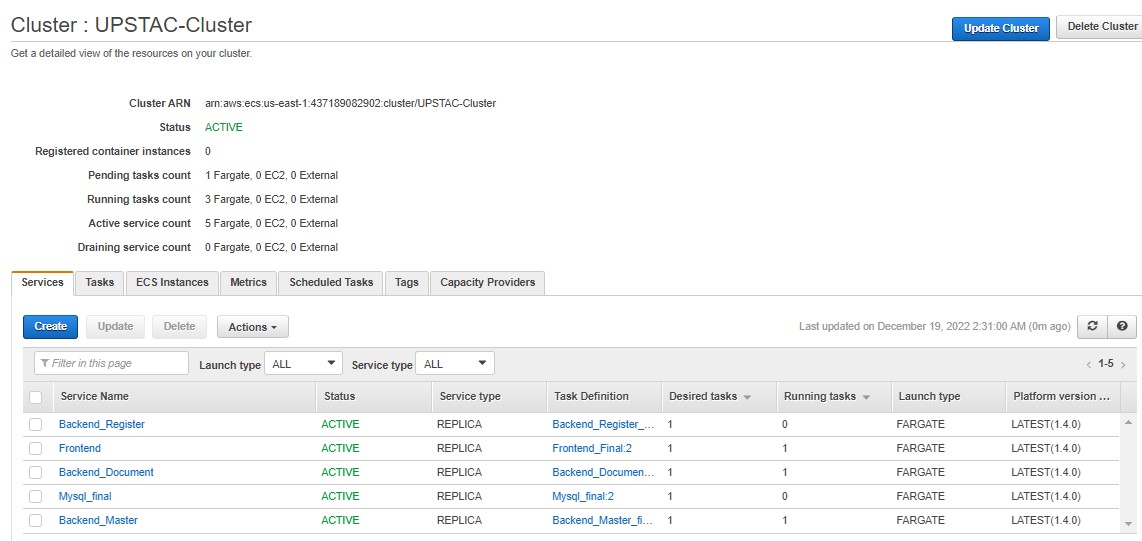 Cluster : UPSTAC-Cluster
Update Cluster Delete Cluster
Get a detailed view of the resources on your cluster.
Cluster ARN arn:aws:ecs:us-east-1:437189082902:cluster/UPSTAC-Cluster
Status ACTIVE
Registered container instances 0
Pending tasks count 1 Fargate, 0 EC2, 0 External
Running tasks count 3 Fargate, 0 EC2, 0 External
Active service count 5 Fargate, 0 EC2, 0 External
Draining service count 0 Fargate, 0 EC2, 0 External
Services Tasks ECS Instances Metrics Scheduled Tasks Tags Capacity Providers
Create Update Delete Actions Last updated on December 19, 2022 2:31:00 AM (0m ago)
Filter in this page Launch type ALL Service type ALL < 1-5 >
Service Name Status Service type Task Definition Desired tasks Running tasks Launch type Platform version ...
Backend_Register ACTIVE REPLICA Backend_Register_... 1 0 FARGATE LATEST(1.4.0)
Frontend ACTIVE REPLICA Frontend_Final:2 1 1 FARGATE LATEST(1.4.0)
Backend_Document ACTIVE REPLICA Backend_Documen... 1 1 FARGATE LATEST(1.4.0)
Mysql_final ACTIVE REPLICA Mysql_final:2 1 0 FARGATE LATEST(1.4.0)
Backend_Master ACTIVE REPLICA Backend_Master_fi... 1 1 FARGATE LATEST(1.4.0)